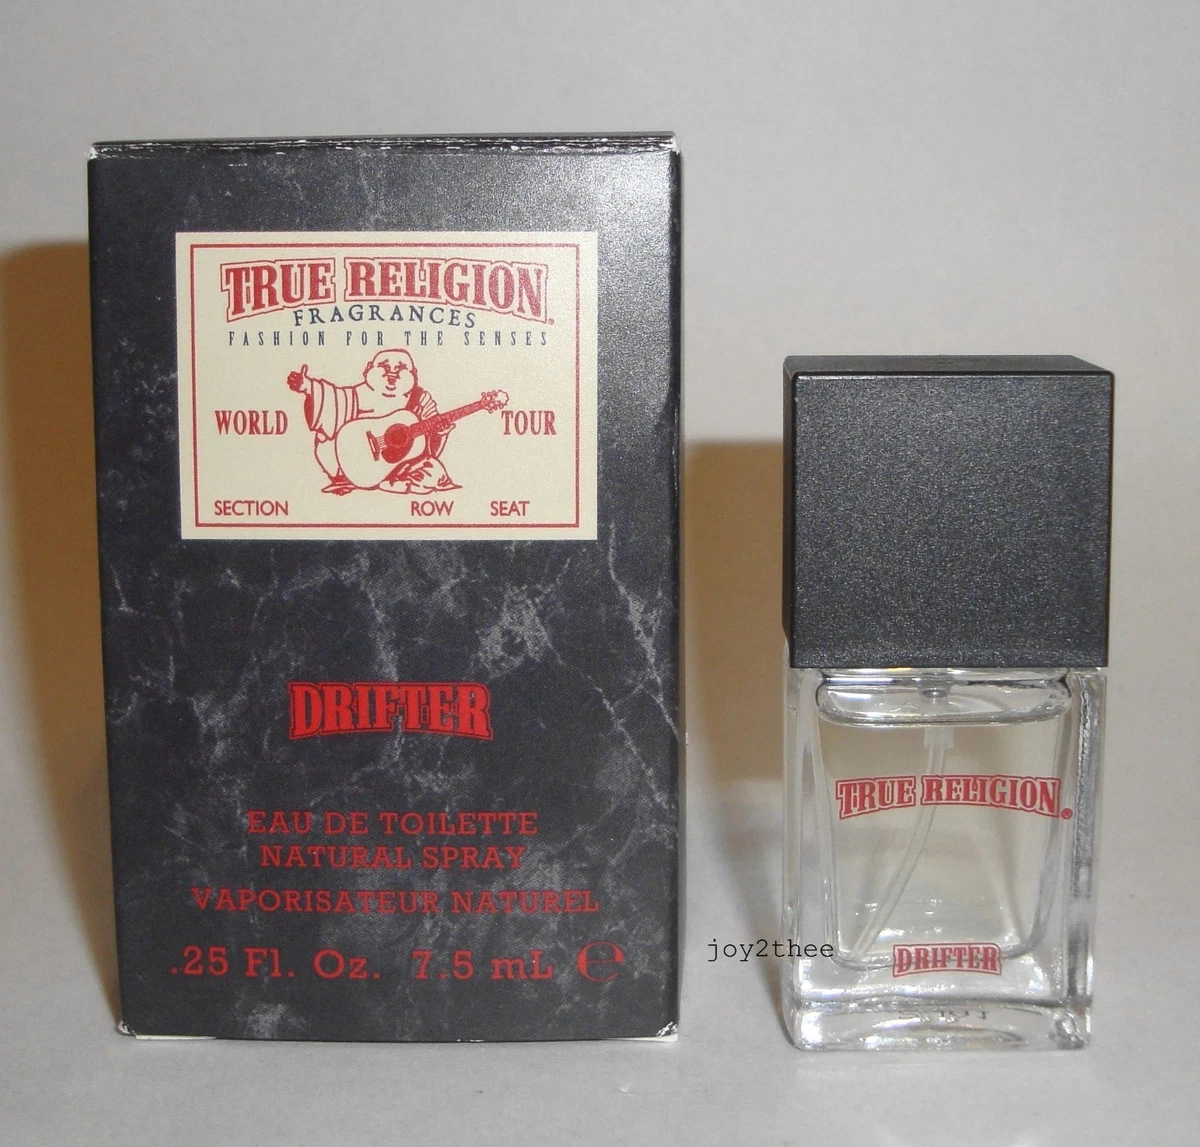 TRUE RELIGION®
FRAGRANCES
FASHION FOR THE SENSES
WORLD TOUR
SECTION ROW SEAT
DRIFTER
EAU DE TOILETTE
NATURAL SPRAY
VAPORISATEUR NATUREL
.25 Fl. Oz. 7.5 mL ℮
TRUE RELIGION®
DRIFTER
joy2thee